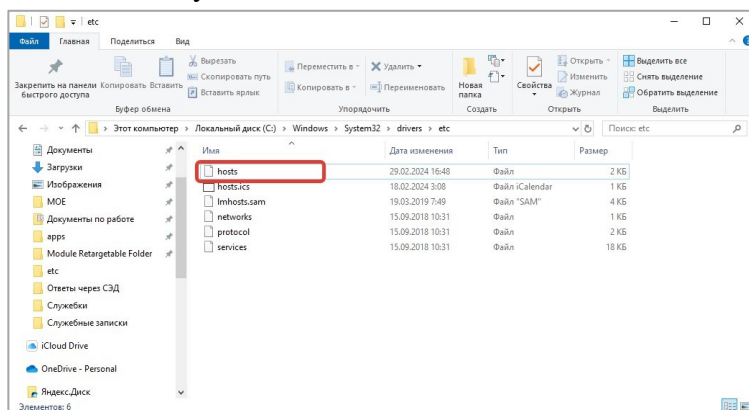 etc
Файл Главная Поделиться Вид
Закрепить на панели быстрого доступа
Копировать
Вставить
Вырезать
Скопировать путь
Вставить ярлык
Буфер обмена
Переместить в
Копировать в
Удалить
Переименовать
Упорядочить
Новая папка
Создать
Свойства
Открыть
Изменить
Журнал
Открыть
Выделить все
Снять выделение
Обратить выделение
Выделить
Этот компьютер > Локальный диск (C:) > Windows > System32 > drivers > etc
Поиск: etc
Документы
Загрузки
Изображения
МОЕ
Документы по работе
apps
Module Retargetable Folder
etc
Ответы через СЭД
Служебки
Служебные записки
iCloud Drive
OneDrive - Personal
Яндекс.Диск
Имя Дата изменения Тип Размер
hosts 29.02.2024 16:48 Файл 2 КБ
hosts.ics 18.02.2024 3:08 Файл iCalendar 1 КБ
lmhosts.sam 19.03.2019 7:49 Файл "SAM" 4 КБ
networks 15.09.2018 10:31 Файл 1 КБ
protocol 15.09.2018 10:31 Файл 2 КБ
services 15.09.2018 10:31 Файл 18 КБ
Элементов: 6